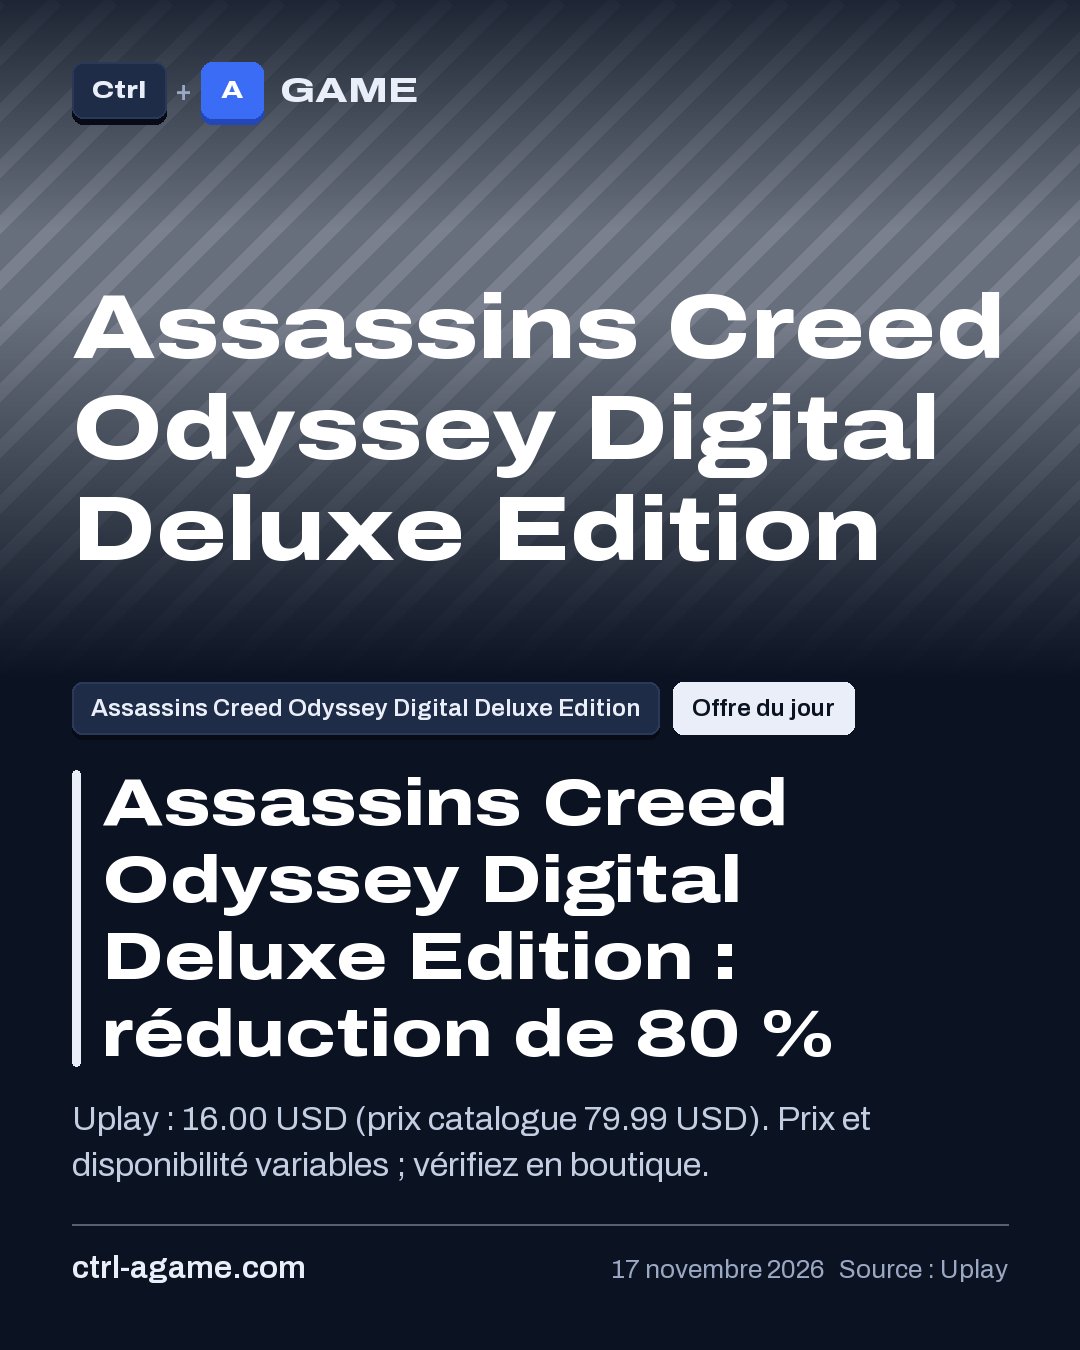 Ctrl + A GAME
Assassins Creed
Odyssey Digital
Deluxe Edition
Assassins Creed Odyssey Digital Deluxe Edition Offre du jour
Assassins Creed
Odyssey Digital
Deluxe Edition :
réduction de 80 %
Uplay : 16.00 USD (prix catalogue 79.99 USD). Prix et
disponibilité variables ; vérifiez en boutique.
ctrl-agame.com 17 novembre 2026 Source : Uplay